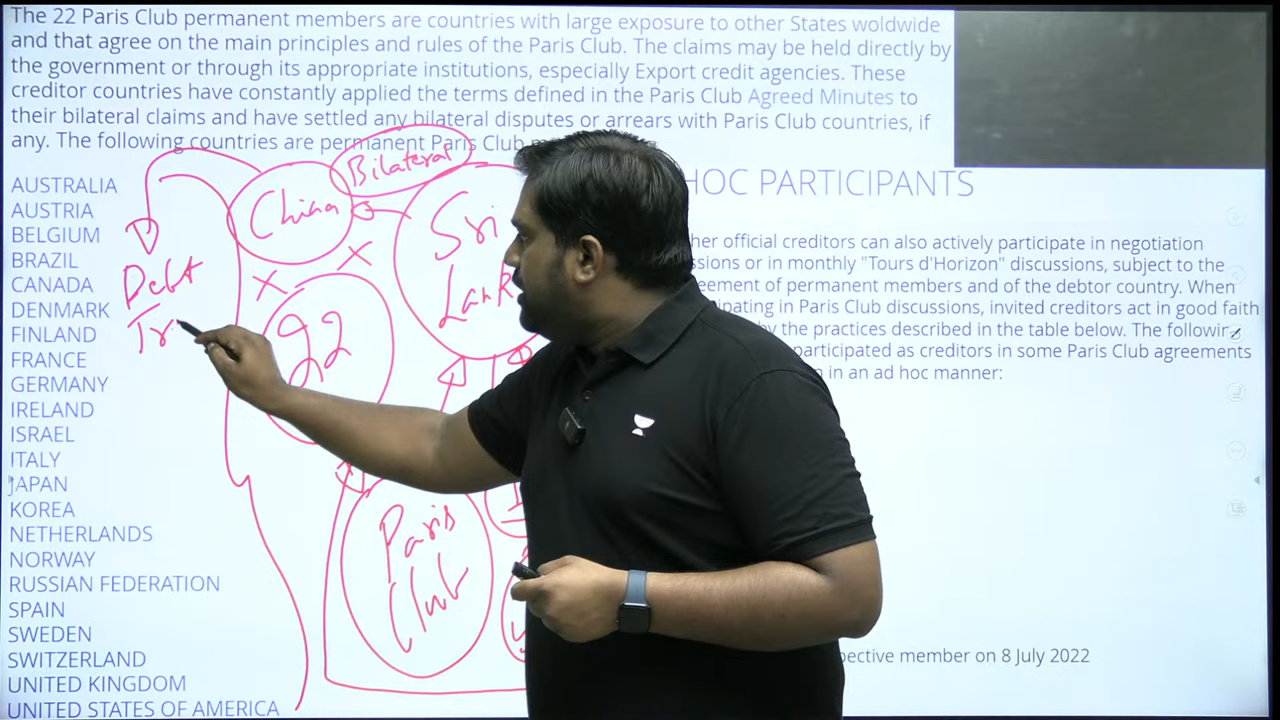 The 22 Paris Club permanent members are countries with large exposure to other States woldwide
and that agree on the main principles and rules of the Paris Club. The claims may be held directly by
the government or through its appropriate institutions, especially Export credit agencies. These
creditor countries have constantly applied the terms defined in the Paris Club Agreed Minutes to
their bilateral claims and have settled any bilateral disputes or arrears with Paris Club countries, if
any. The following countries are permanent Paris Club
AUSTRALIA
AUSTRIA
BELGIUM
BRAZIL
CANADA
DENMARK
FINLAND
FRANCE
GERMANY
IRELAND
ISRAEL
ITALY
JAPAN
KOREA
NETHERLANDS
NORWAY
RUSSIAN FEDERATION
SPAIN
SWEDEN
SWITZERLAND
UNITED KINGDOM
UNITED STATES OF AMERICA
Bilateral
China
Sri
Lank
Debt
Tr
22
Paris
Club
HOC PARTICIPANTS
her official creditors can also actively participate in negotiation
ssions or in monthly "Tours d'Horizon" discussions, subject to the
eement of permanent members and of the debtor country. When
cipating in Paris Club discussions, invited creditors act in good faith
by the practices described in the table below. The followin
participated as creditors in some Paris Club agreements
n in an ad hoc manner:
pective member on 8 July 2022